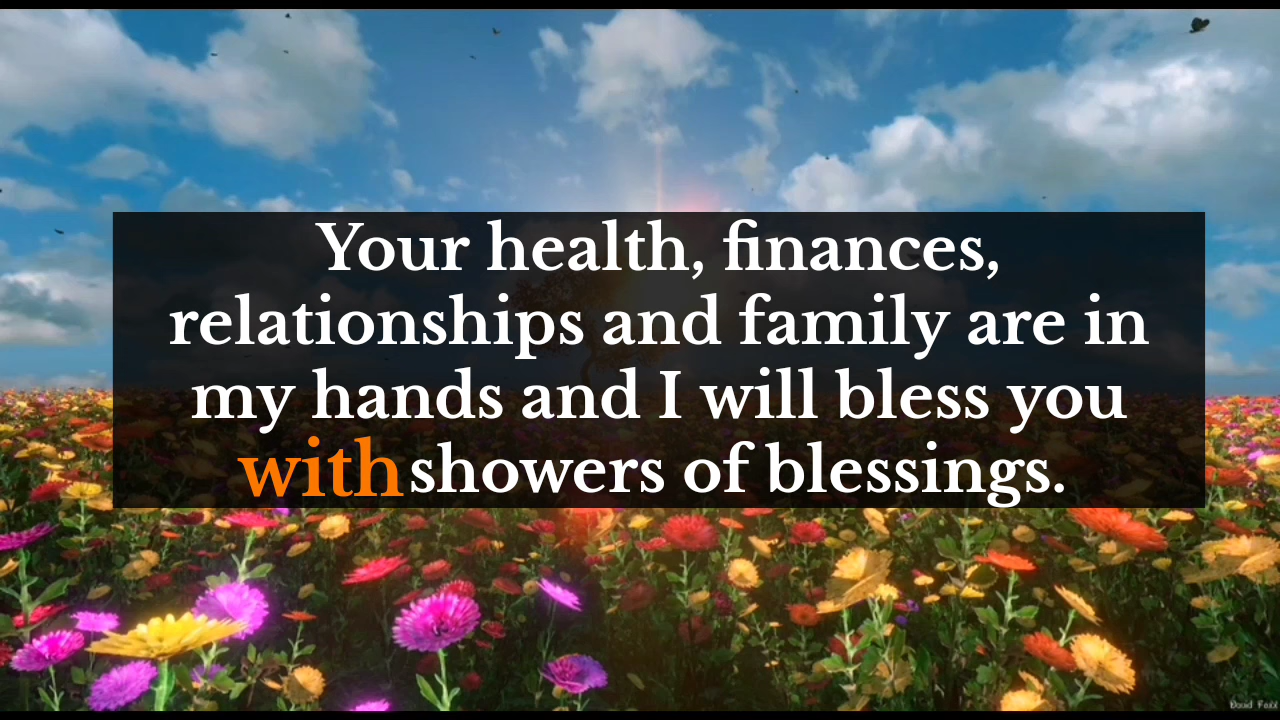 Your health, finances,
relationships and family are in
my hands and I will bless you
with showers of blessings.